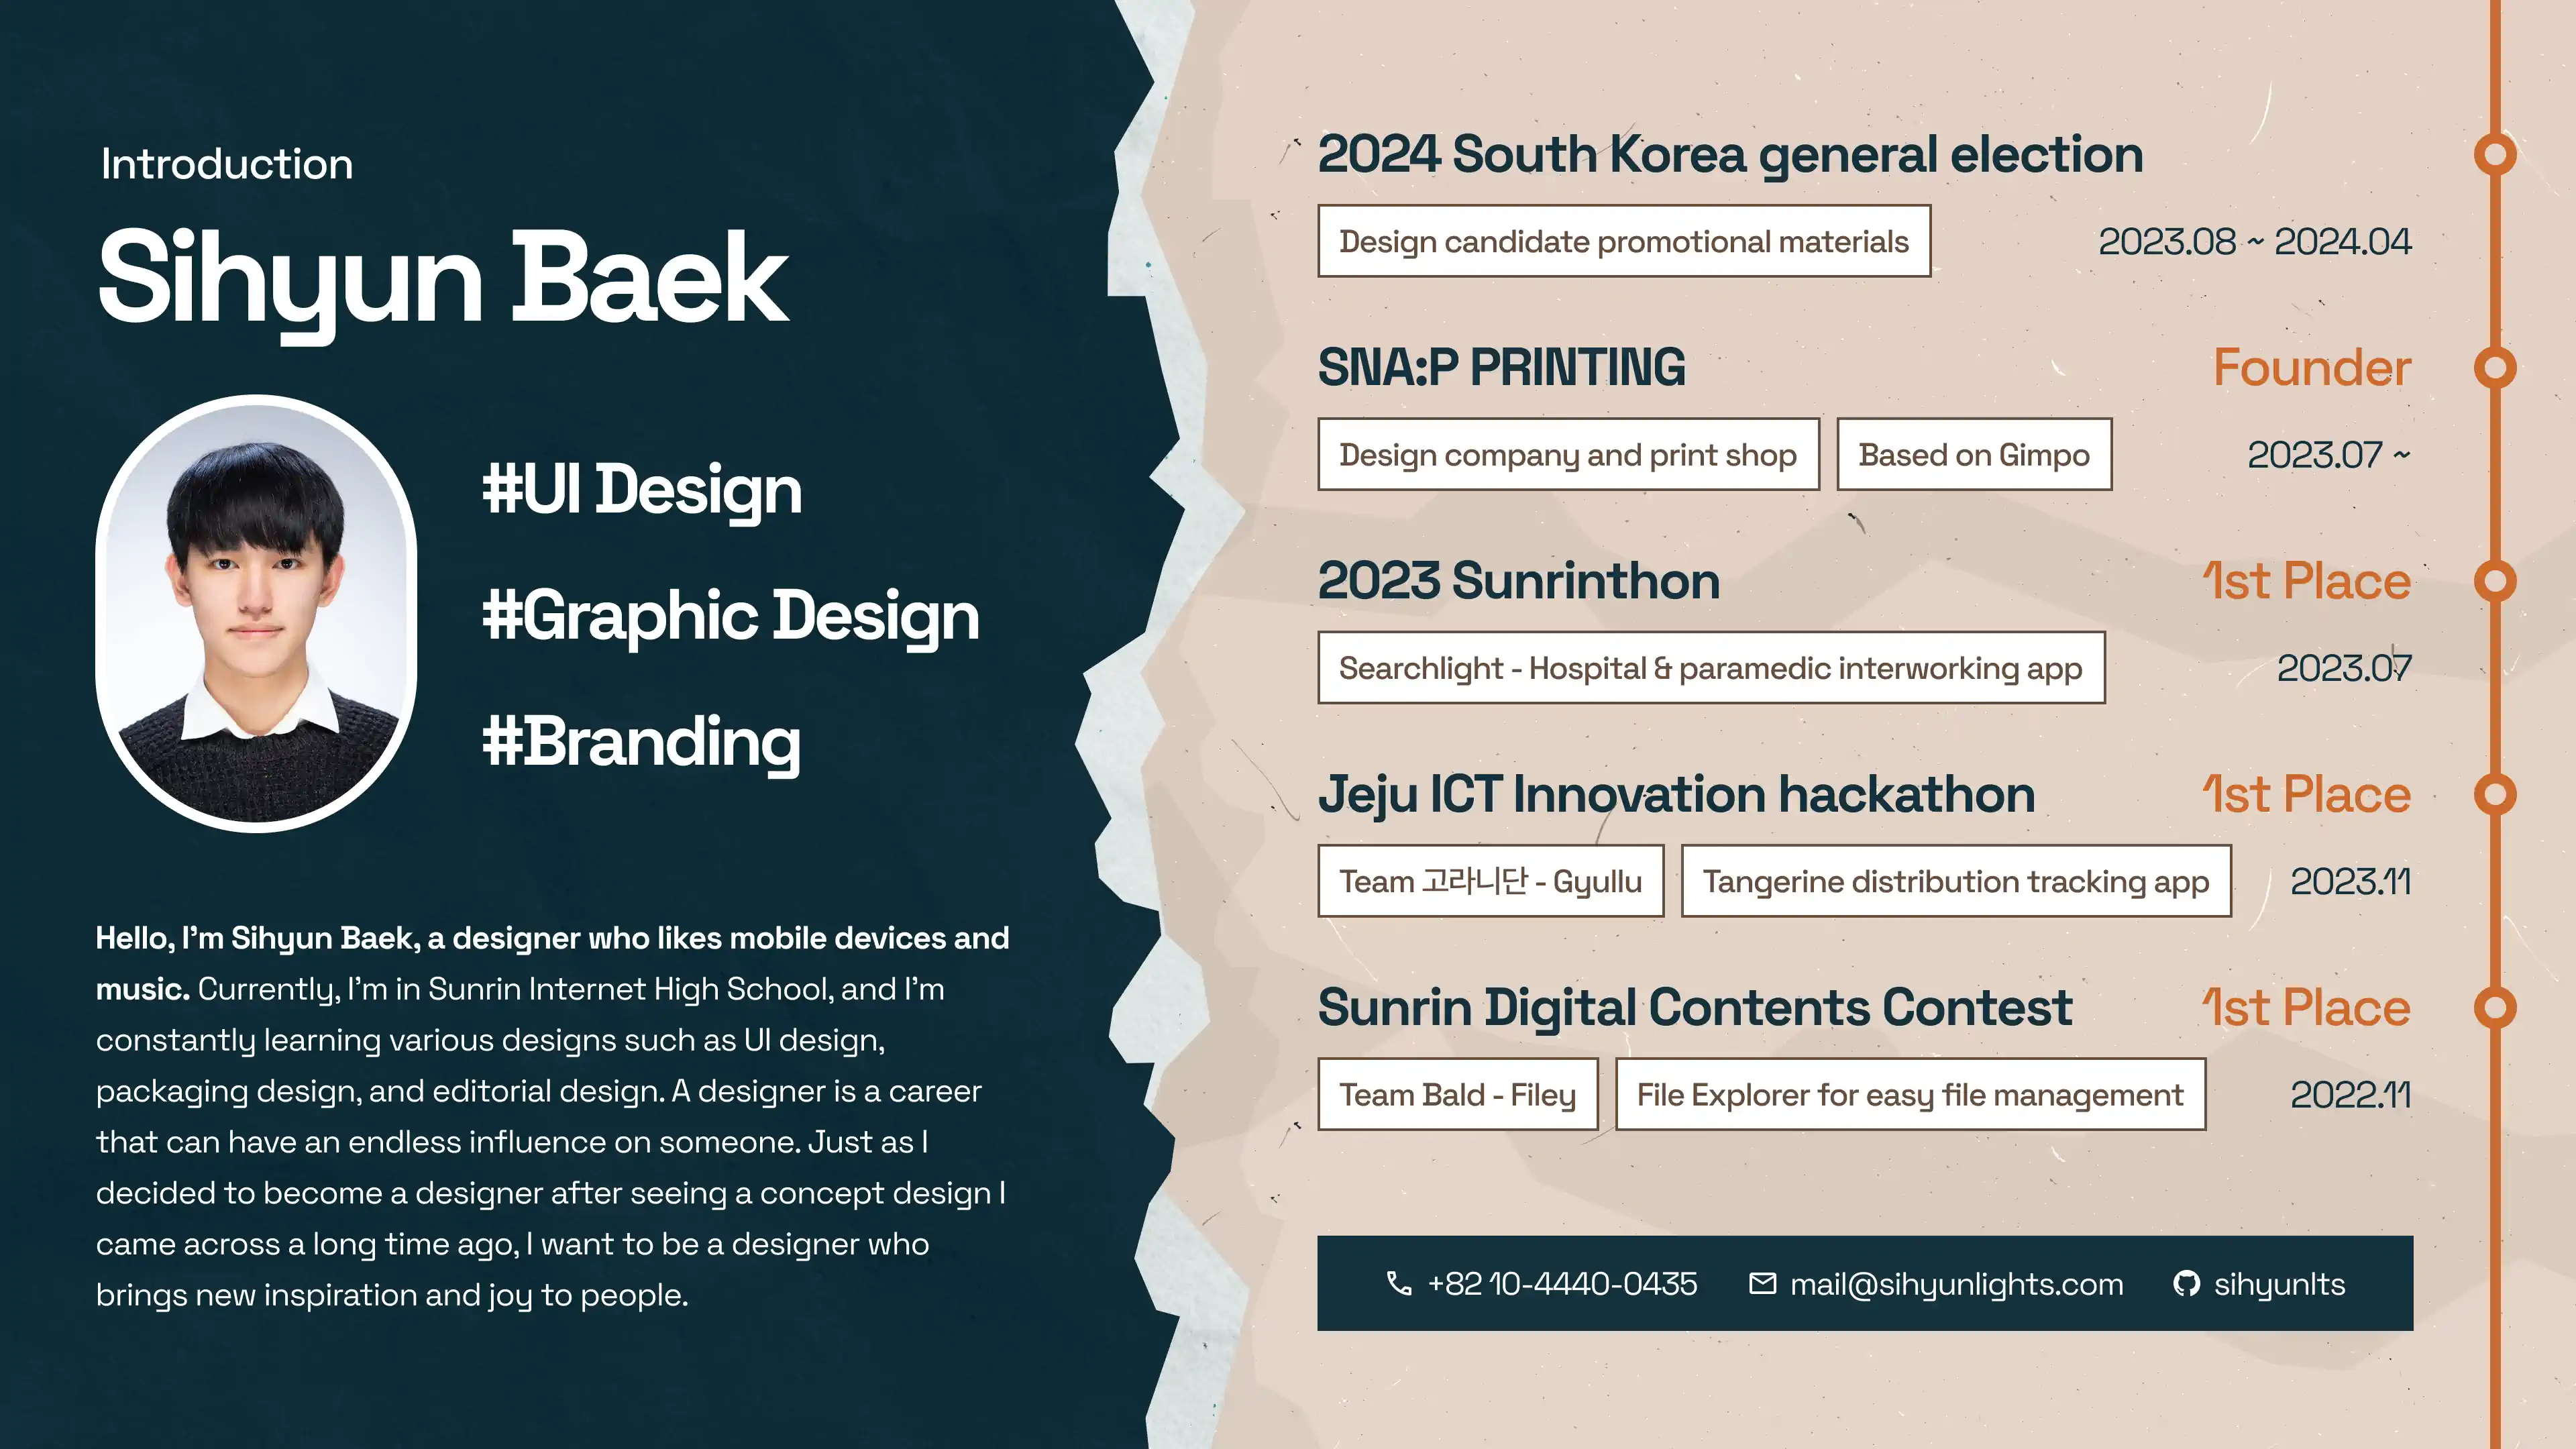 Introduction
Sihyun Baek
#UI Design
#Graphic Design
#Branding
Hello, I'm Sihyun Baek, a designer who likes mobile devices and
music. Currently, I'm in Sunrin Internet High School, and I'm
constantly learning various designs such as UI design,
packaging design, and editorial design. A designer is a career
that can have an endless influence on someone. Just as I
decided to become a designer after seeing a concept design I
came across a long time ago, I want to be a designer who
brings new inspiration and joy to people.
2024 South Korea general election
Design candidate promotional materials 2023.08 ~ 2024.04
SNA:P PRINTING Founder
Design company and print shop Based on Gimpo 2023.07 ~
2023 Sunrinthon 1st Place
Searchlight - Hospital & paramedic interworking app 2023.07
Jeju ICT Innovation hackathon 1st Place
Team 고라니단 - Gyullu Tangerine distribution tracking app 2023.11
Sunrin Digital Contents Contest 1st Place
Team Bald - Filey File Explorer for easy file management 2022.11
+82 10-4440-0435 mail@sihyunlights.com sihyunlts